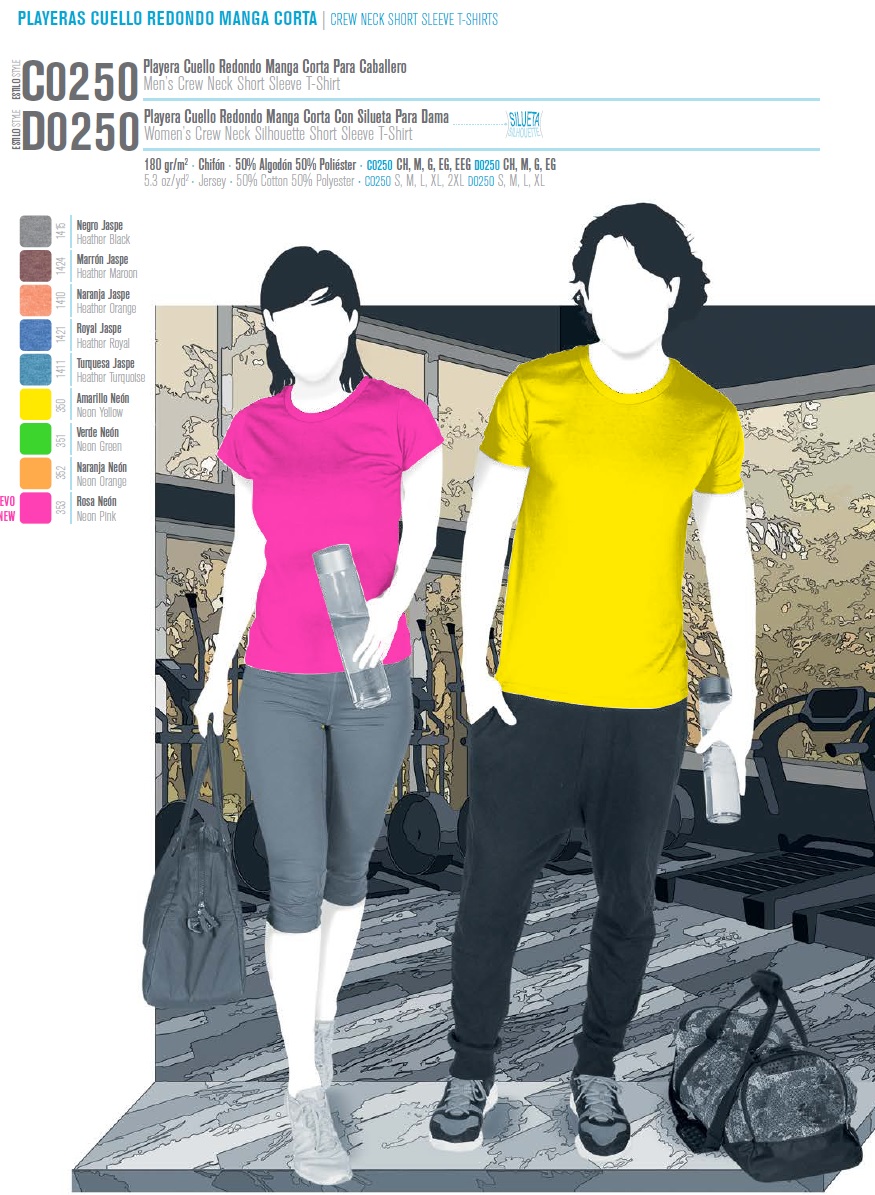 PLAYERAS CUELLO REDONDO MANGA CORTA | CREW NECK SHORT SLEEVE T-SHIRTS
ESTILO STYLE
C0250
Playera Cuello Redondo Manga Corta Para Caballero
Men's Crew Neck Short Sleeve T-Shirt
ESTILO STYLE
D0250
Playera Cuello Redondo Manga Corta Con Silueta Para Dama
Women's Crew Neck Silhouette Short Sleeve T-Shirt
SILUETA
SILHOUETTE
180 gr/m² · Chifón · 50% Algodón 50% Poliéster · C0250 CH, M, G, EG, EEG D0250 CH, M, G, EG
5.3 oz/yd² · Jersey · 50% Cotton 50% Polyester · C0250 S, M, L, XL, 2XL D0250 S, M, L, XL
1415
Negro Jaspe
Heather Black
1424
Marrón Jaspe
Heather Maroon
1410
Naranja Jaspe
Heather Orange
1421
Royal Jaspe
Heather Royal
1411
Turquesa Jaspe
Heather Turquoise
350
Amarillo Neón
Neon Yellow
351
Verde Neón
Neon Green
352
Naranja Neón
Neon Orange
EVO
NEW
353
Rosa Neón
Neon Pink